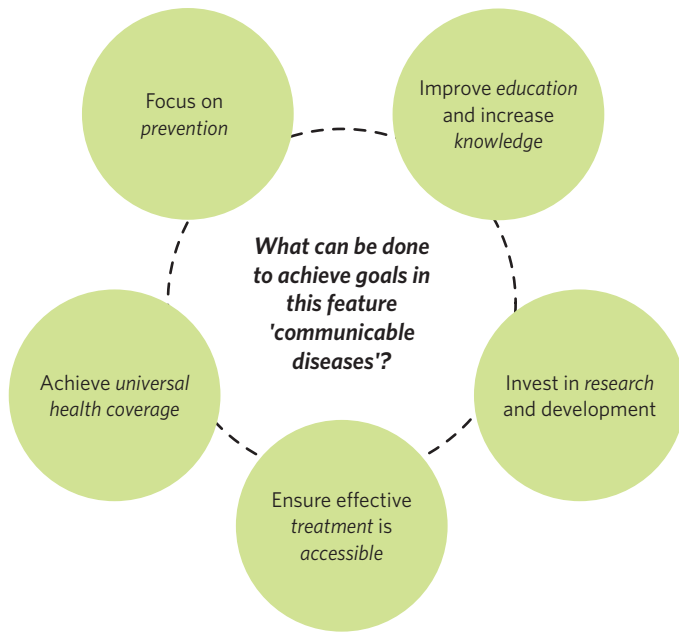 Focus on
prevention
Improve education
and increase
knowledge
What can be done
to achieve goals in
this feature
'communicable
diseases'?
Achieve universal
health coverage
Invest in research
and development
Ensure effective
treatment is
accessible